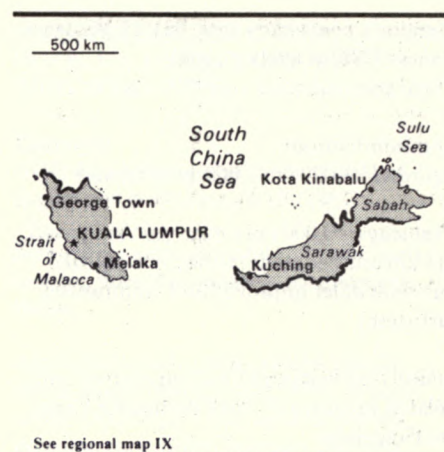 500 km
South
China
Sea
Sulu
Sea
Kota Kinabalu
Sabah
George Town
KUALA LUMPUR
Strait
of
Malacca
Melaka
Sarawak
Kuching
See regional map IX